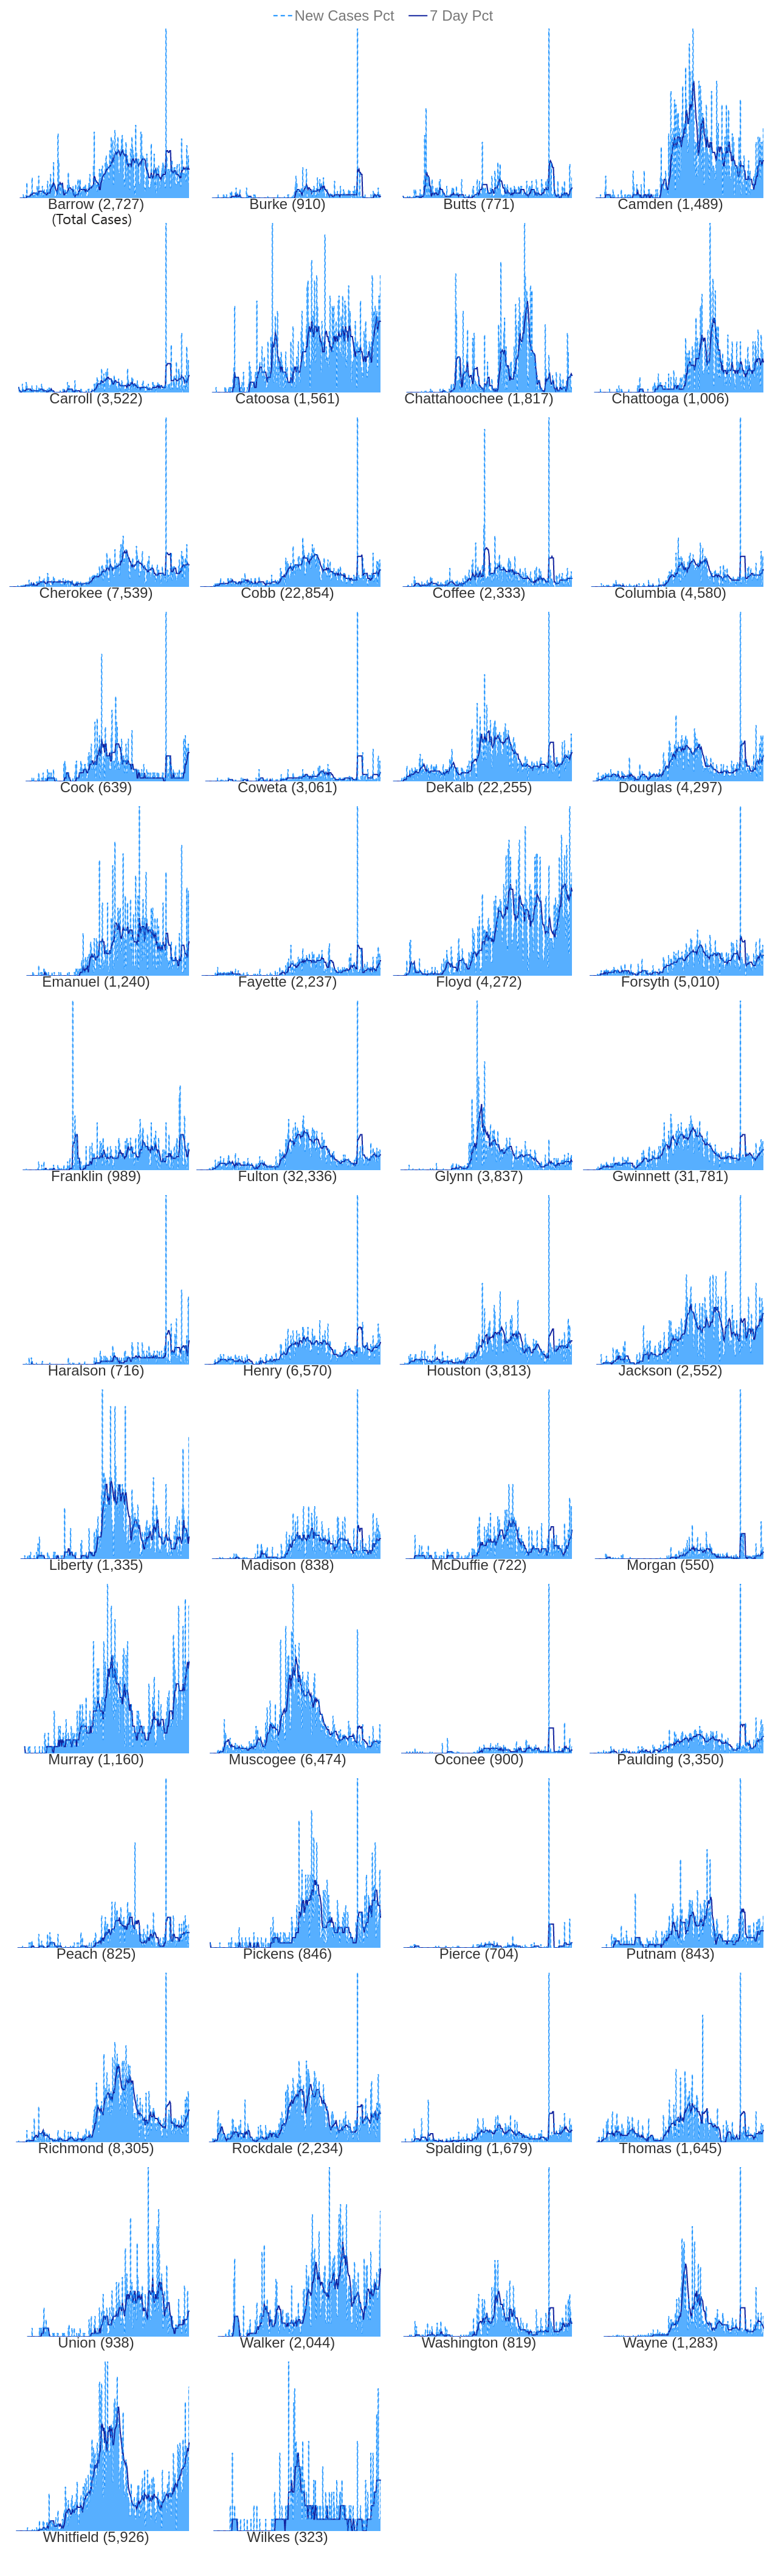 New Cases Pct 7 Day Pct
Barrow (2,727) Burke (910) Butts (771) Camden (1,489)
(Total Cases)
Carroll (3,522) Catoosa (1,561) Chattahoochee (1,817) Chattooga (1,006)
Cherokee (7,539) Cobb (22,854) Coffee (2,333) Columbia (4,580)
Cook (639) Coweta (3,061) DeKalb (22,255) Douglas (4,297)
Emanuel (1,240) Fayette (2,237) Floyd (4,272) Forsyth (5,010)
Franklin (989) Fulton (32,336) Glynn (3,837) Gwinnett (31,781)
Haralson (716) Henry (6,570) Houston (3,813) Jackson (2,552)
Liberty (1,335) Madison (838) McDuffie (722) Morgan (550)
Murray (1,160) Muscogee (6,474) Oconee (900) Paulding (3,350)
Peach (825) Pickens (846) Pierce (704) Putnam (843)
Richmond (8,305) Rockdale (2,234) Spalding (1,679) Thomas (1,645)
Union (938) Walker (2,044) Washington (819) Wayne (1,283)
Whitfield (5,926) Wilkes (323)